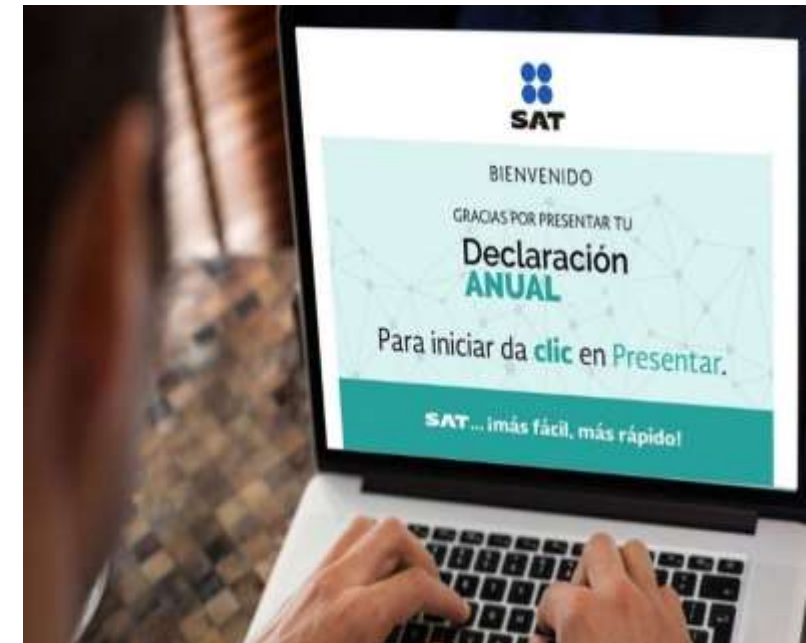 SAT
BIENVENIDO
GRACIAS POR PRESENTAR TU
Declaración
ANUAL
Para iniciar da clic en Presentar.
SAT... ¡más fácil, más rápido!